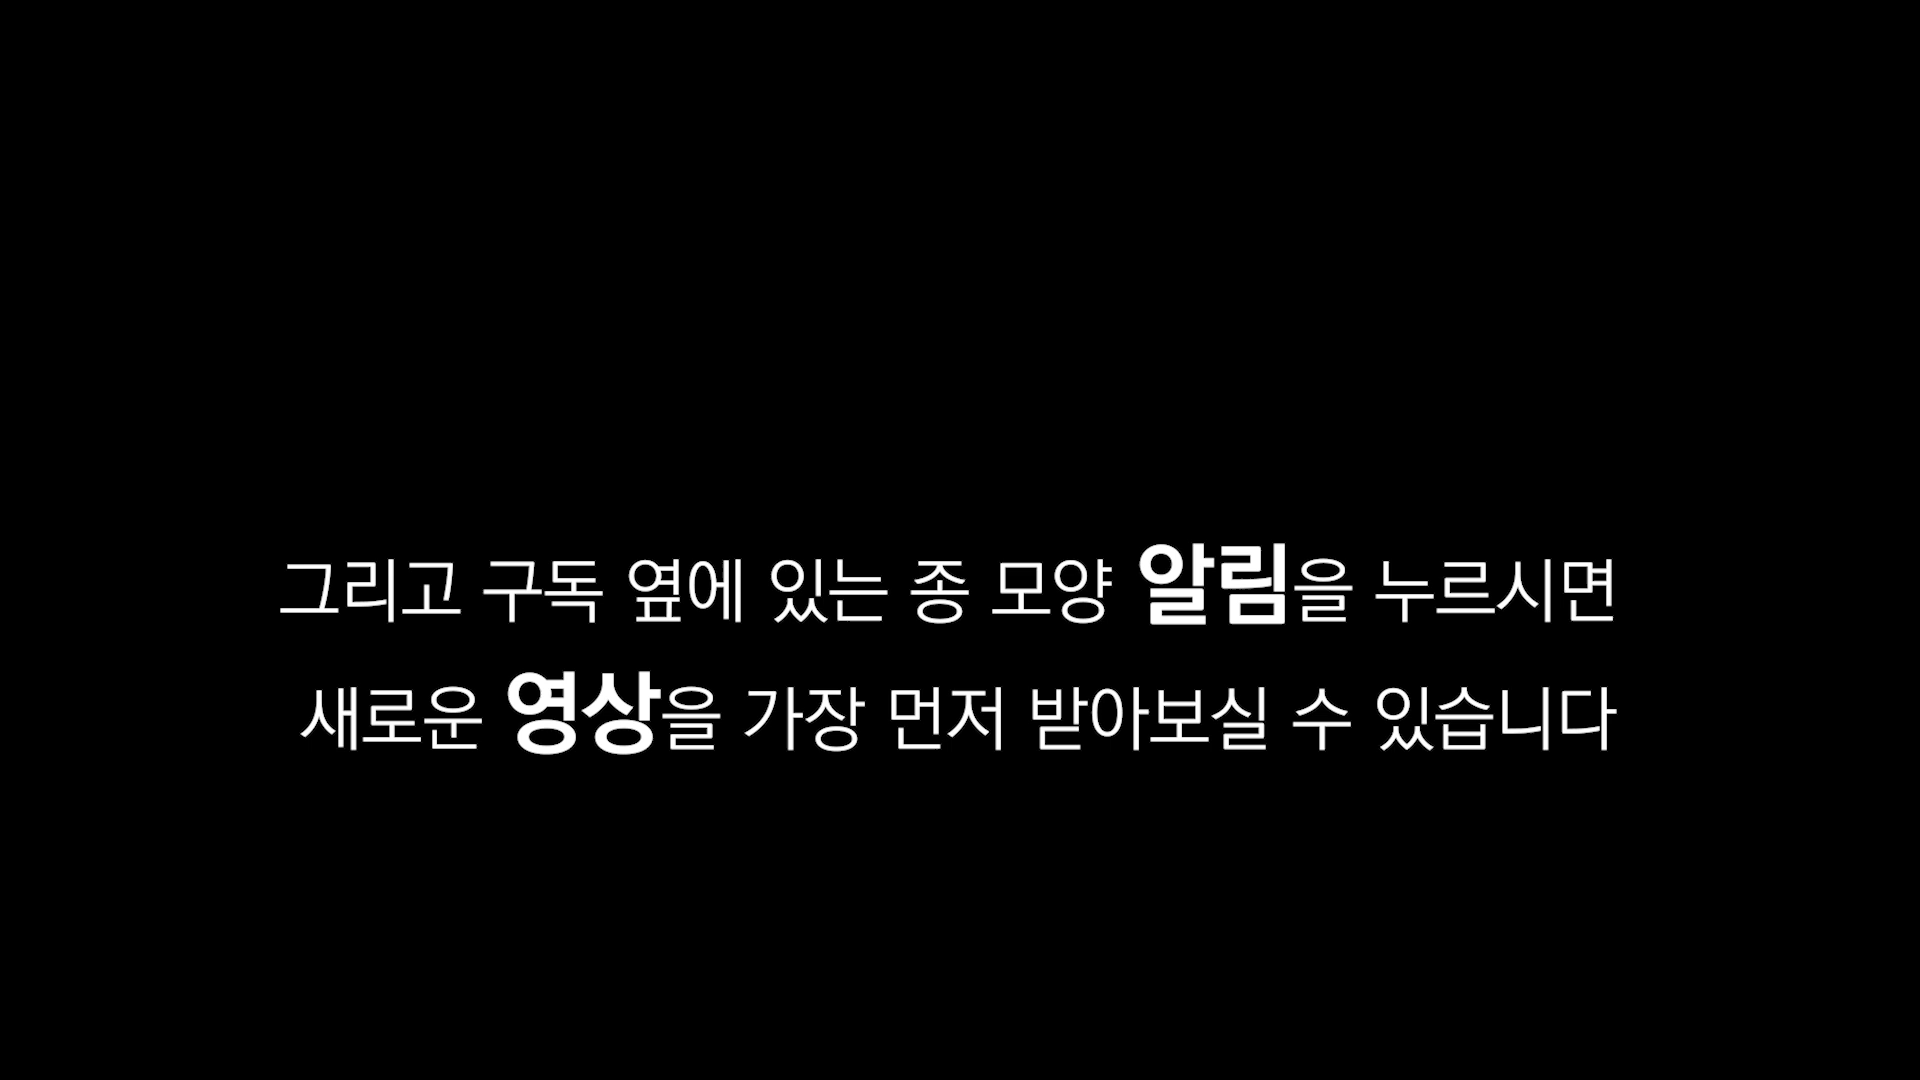 그리고 구독 옆에 있는 종 모양 알림을 누르시면
새로운 영상을 가장 먼저 받아보실 수 있습니다